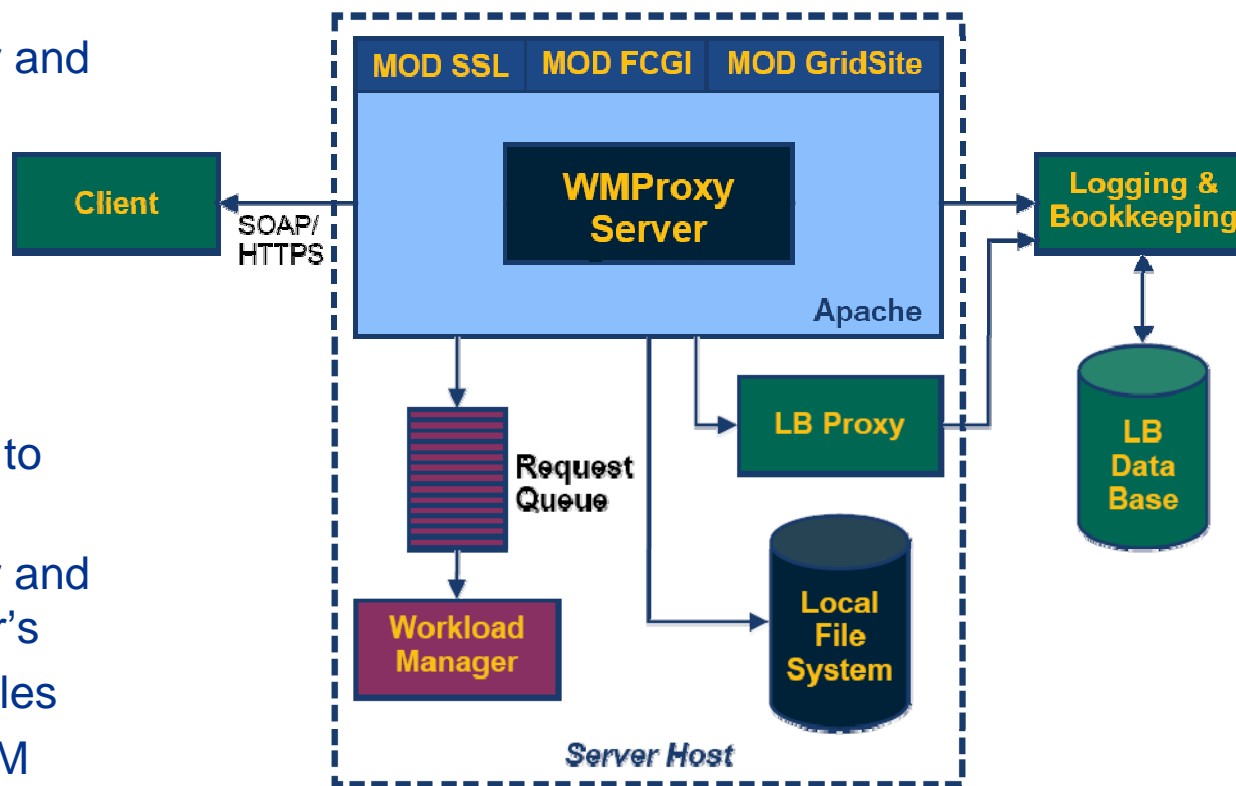 y and
to
y and
r's
les
M
MOD SSL MOD FCGI MOD GridSite
WMProxy
Server
Apache
Client
SOAP/
HTTPS
Logging &
Bookkeeping
LB Proxy
LB
Data
Base
Request
Queue
Workload
Manager
Local
File
System
Server Host